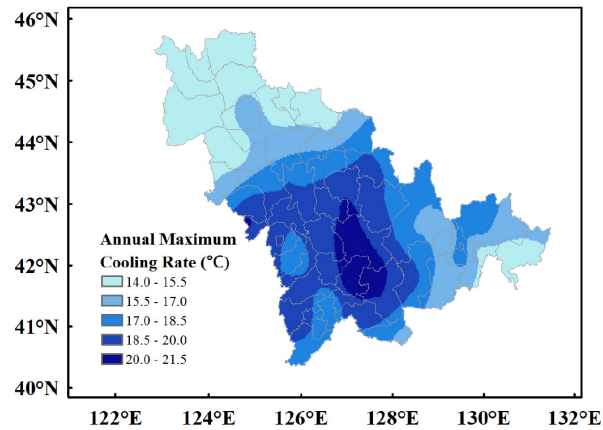 46°N
45°N
44°N
43°N
42°N
41°N
40°N
Annual Maximum
Cooling Rate (℃)
14.0 - 15.5
15.5 - 17.0
17.0 - 18.5
18.5 - 20.0
20.0 - 21.5
122°E 124°E 126°E 128°E 130°E 132°E